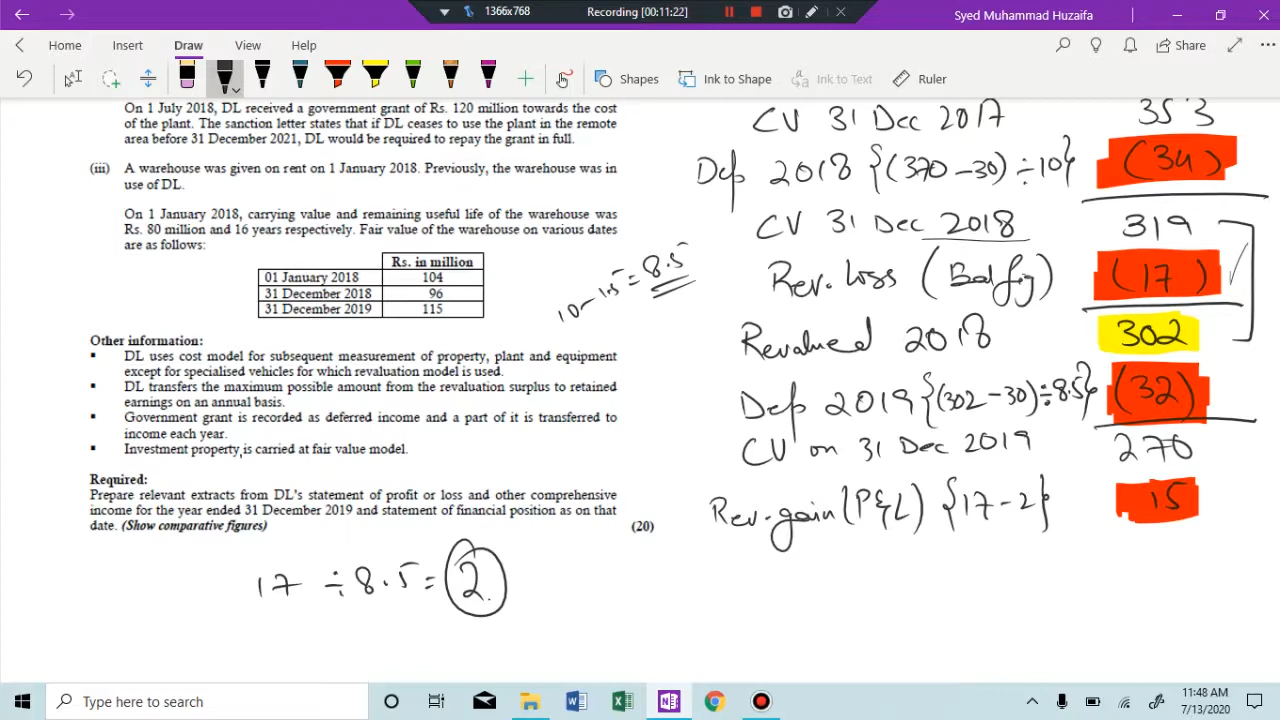 1366x768
Recording [00:11:22]
Syed Muhammad Huzaifa
Home Insert Draw View Help
Share
Shapes
Ink to Shape
Ink to Text
Ruler
On 1 July 2018, DL received a government grant of Rs. 120 million towards the cost
of the plant. The sanction letter states that if DL ceases to use the plant in the remote
area before 31 December 2021, DL would be required to repay the grant in full.
(iii) A warehouse was given on rent on 1 January 2018. Previously, the warehouse was in
use of DL.
On 1 January 2018, carrying value and remaining useful life of the warehouse was
Rs. 80 million and 16 years respectively. Fair value of the warehouse on various dates
are as follows:
Rs. in million
01 January 2018 104
31 December 2018 96
31 December 2019 115
Other information:
▪ DL uses cost model for subsequent measurement of property, plant and equipment
except for specialised vehicles for which revaluation model is used.
▪ DL transfers the maximum possible amount from the revaluation surplus to retained
earnings on an annual basis.
▪ Government grant is recorded as deferred income and a part of it is transferred to
income each year.
▪ Investment property is carried at fair value model.
Required:
Prepare relevant extracts from DL's statement of profit or loss and other comprehensive
income for the year ended 31 December 2019 and statement of financial position as on that
date. (Show comparative figures) (20)
17 ÷ 8.5 = 2
10 - 1.5 = 8.5
CV 31 Dec 2017 353
Dep 2018 {(370 - 30) ÷ 10} (34)
CV 31 Dec 2018 319
Rev. Loss (Bal fig) (17)
Revalued 2018 302
Dep 2019 {(302 - 30) ÷ 8.5} (32)
CV on 31 Dec 2019 270
Rev. gain (P&L) {17 - 2} 15
Type here to search
11:48 AM
7/13/2020